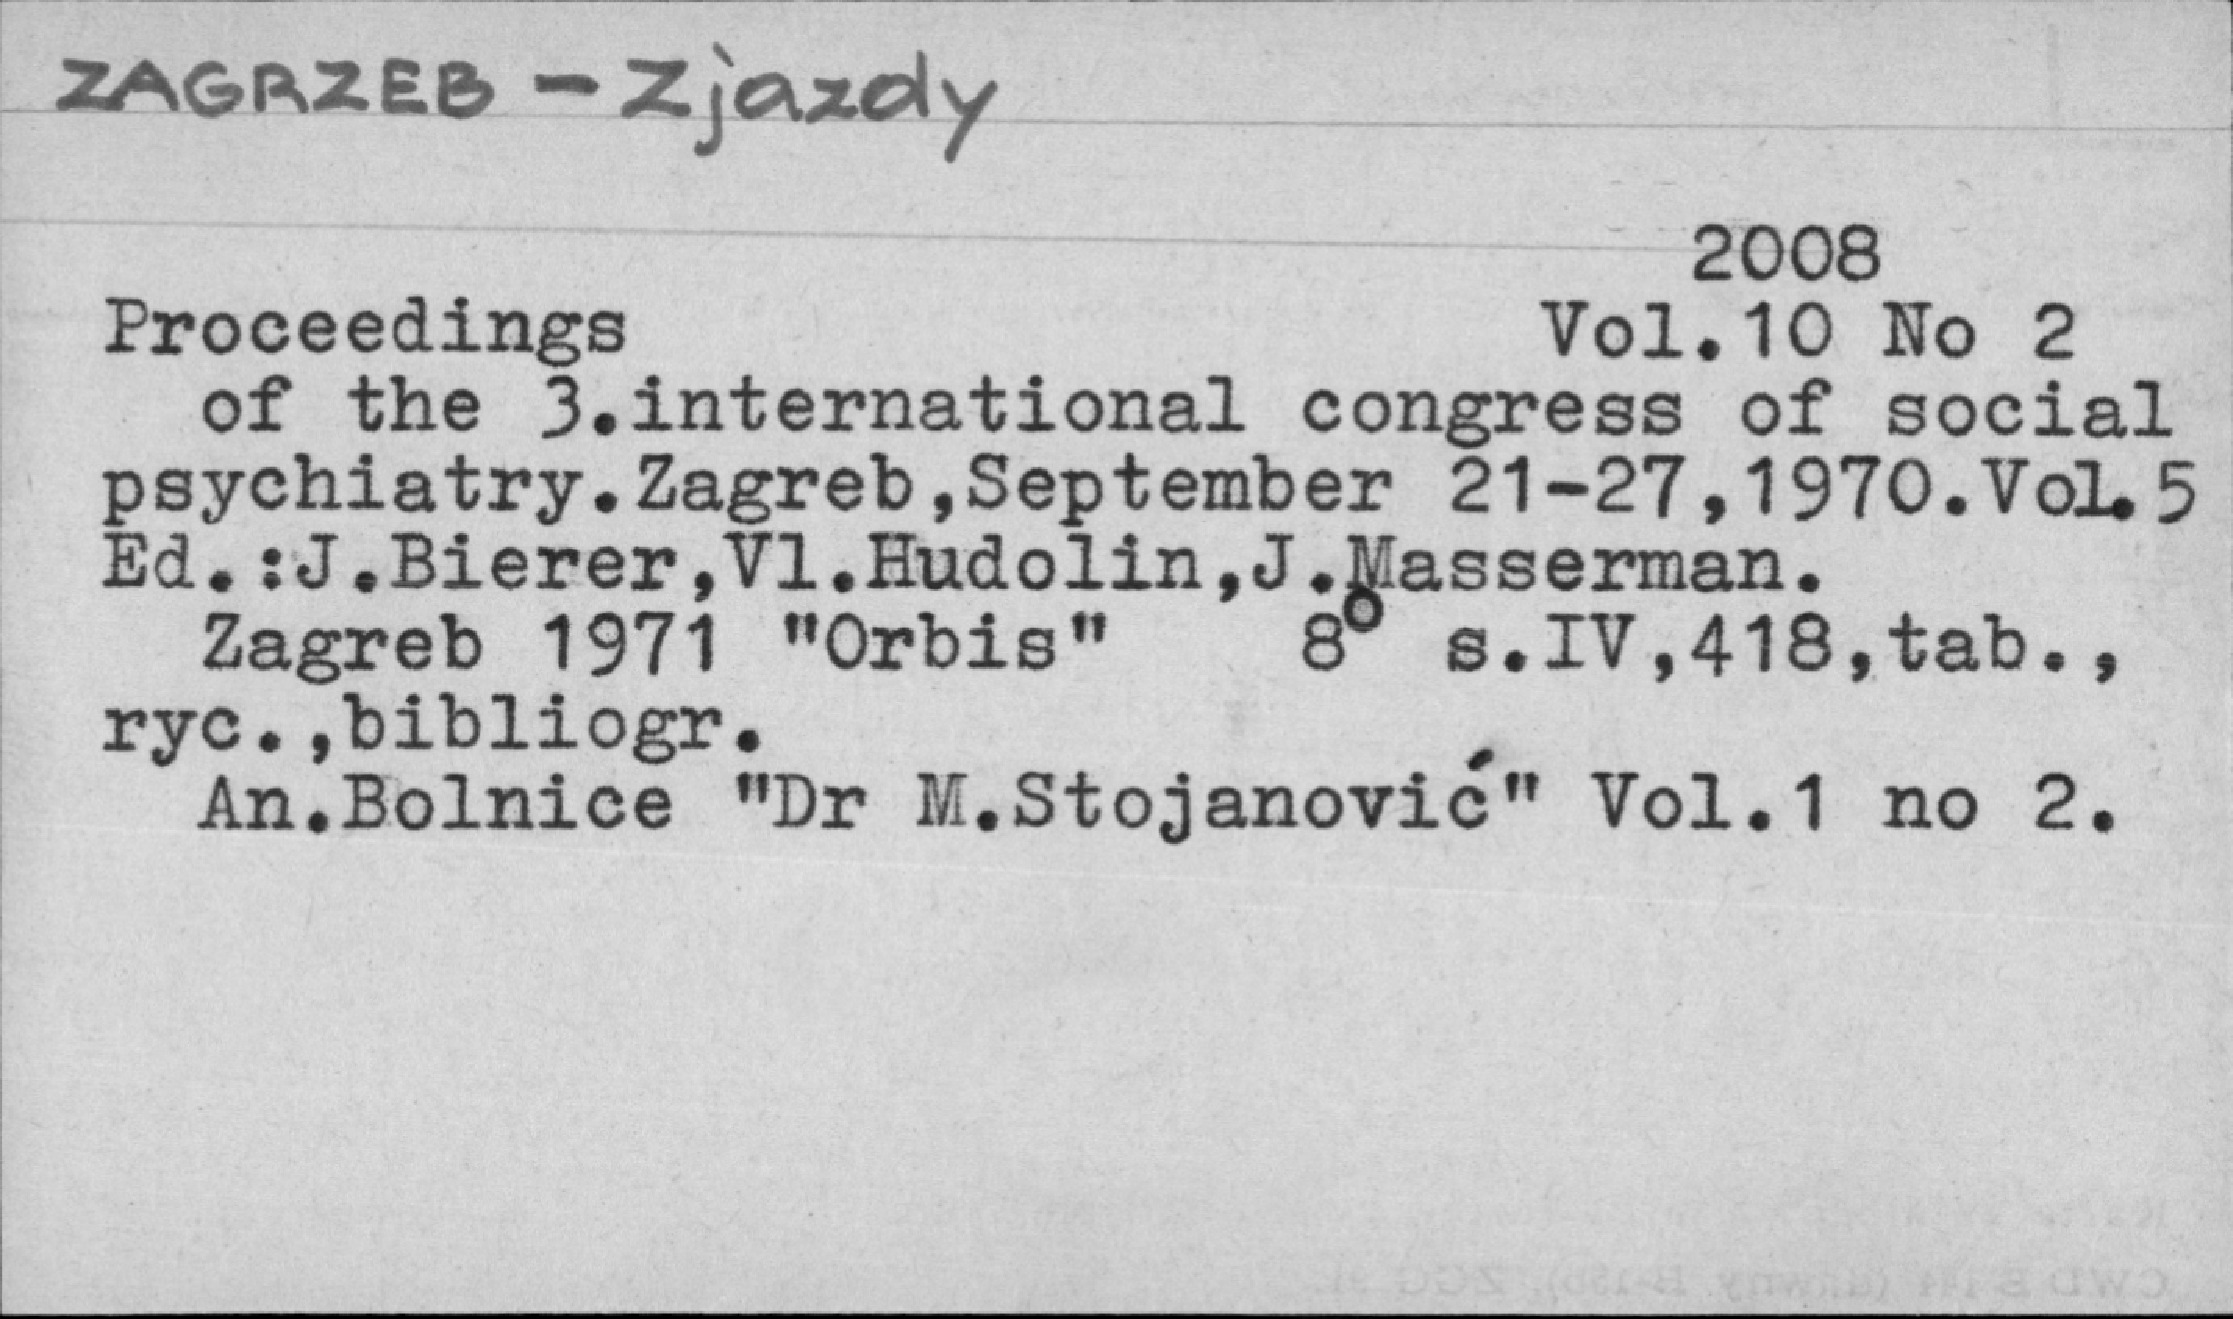 ZAGRZEB - Zjazdy
2008
Proceedings Vol.10 No 2
of the 3.international congress of social
psychiatry.Zagreb,September 21-27,1970.Vol.5
Ed.:J.Bierer,Vl.Hudolin,J.Masserman.
Zagreb 1971 "Orbis" 8° s.IV,418,tab.,
ryc.,bibliogr.
An.Bolnice "Dr M.Stojanović" Vol.1 no 2.